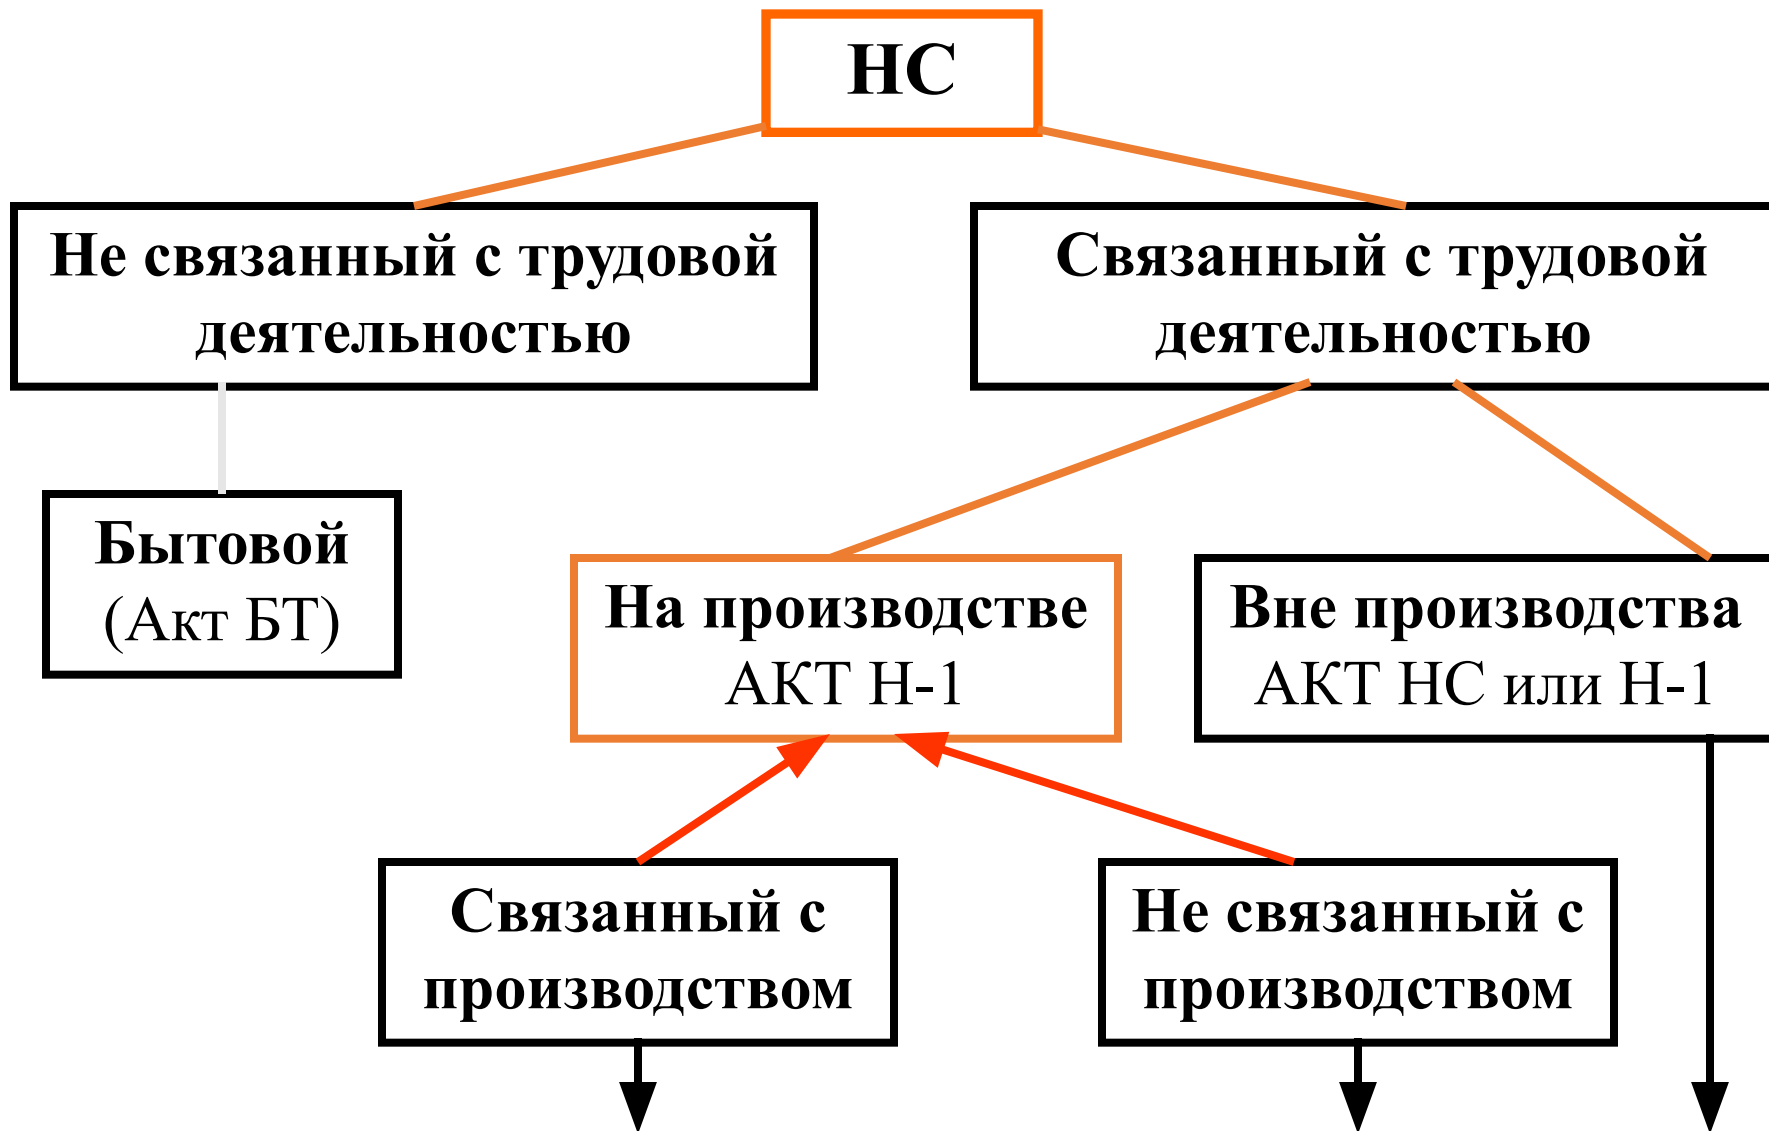 НС
Не связанный с трудовой
деятельностью
Связанный с трудовой
деятельностью
Бытовой
(Акт БТ)
На производстве
АКТ Н-1
Вне производства
АКТ НС или Н-1
Связанный с
производством
Не связанный с
производством